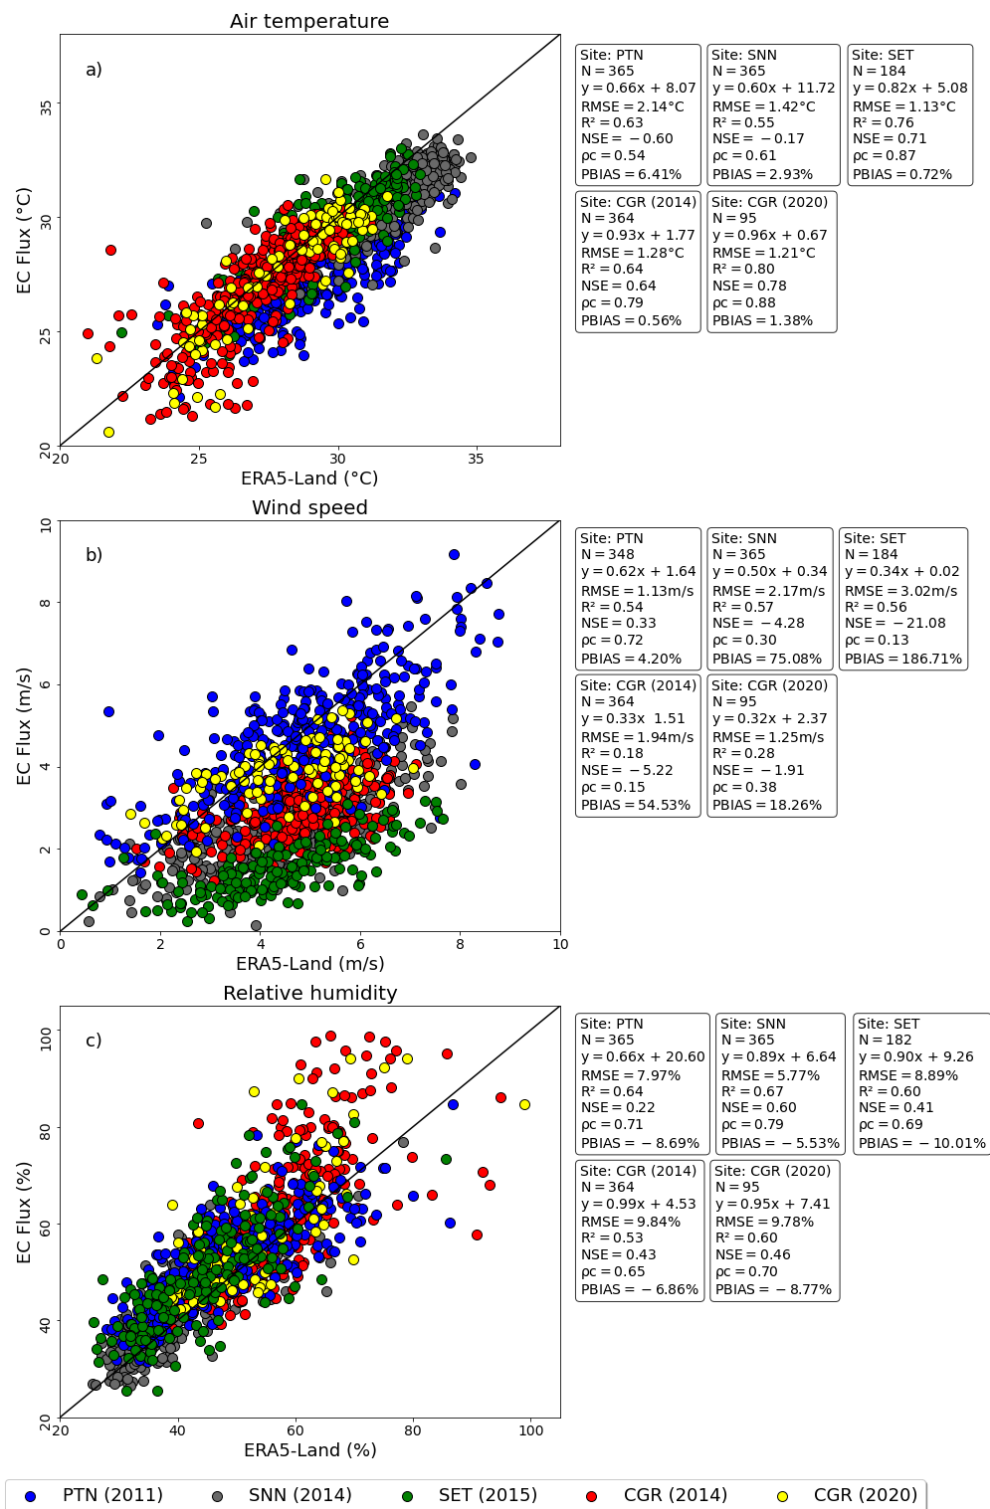 Air temperature
a)
EC Flux (°C)
35
30
25
20
20
25
30
35
ERA5-Land (°C)
Site: PTN
N = 365
y = 0.66x + 8.07
RMSE = 2.14°C
R² = 0.63
NSE = −0.60
ρc = 0.54
PBIAS = 6.41%
Site: SNN
N = 365
y = 0.60x + 11.72
RMSE = 1.42°C
R² = 0.55
NSE = −0.17
ρc = 0.61
PBIAS = 2.93%
Site: SET
N = 184
y = 0.82x + 5.08
RMSE = 1.13°C
R² = 0.76
NSE = 0.71
ρc = 0.87
PBIAS = 0.72%
Site: CGR (2014)
N = 364
y = 0.93x + 1.77
RMSE = 1.28°C
R² = 0.64
NSE = 0.64
ρc = 0.79
PBIAS = 0.56%
Site: CGR (2020)
N = 95
y = 0.96x + 0.67
RMSE = 1.21°C
R² = 0.80
NSE = 0.78
ρc = 0.88
PBIAS = 1.38%
Wind speed
b)
EC Flux (m/s)
10
8
6
4
2
0
0
2
4
6
8
10
ERA5-Land (m/s)
Site: PTN
N = 348
y = 0.62x + 1.64
RMSE = 1.13m/s
R² = 0.54
NSE = 0.33
ρc = 0.72
PBIAS = 4.20%
Site: SNN
N = 365
y = 0.50x + 0.34
RMSE = 2.17m/s
R² = 0.57
NSE = −4.28
ρc = 0.30
PBIAS = 75.08%
Site: SET
N = 184
y = 0.34x + 0.02
RMSE = 3.02m/s
R² = 0.56
NSE = −21.08
ρc = 0.13
PBIAS = 186.71%
Site: CGR (2014)
N = 364
y = 0.33x 1.51
RMSE = 1.94m/s
R² = 0.18
NSE = −5.22
ρc = 0.15
PBIAS = 54.53%
Site: CGR (2020)
N = 95
y = 0.32x + 2.37
RMSE = 1.25m/s
R² = 0.28
NSE = −1.91
ρc = 0.38
PBIAS = 18.26%
Relative humidity
c)
EC Flux (%)
100
80
60
40
20
20
40
60
80
100
ERA5-Land (%)
Site: PTN
N = 365
y = 0.66x + 20.60
RMSE = 7.97%
R² = 0.64
NSE = 0.22
ρc = 0.71
PBIAS = −8.69%
Site: SNN
N = 365
y = 0.89x + 6.64
RMSE = 5.77%
R² = 0.67
NSE = 0.60
ρc = 0.79
PBIAS = −5.53%
Site: SET
N = 182
y = 0.90x + 9.26
RMSE = 8.89%
R² = 0.60
NSE = 0.41
ρc = 0.69
PBIAS = −10.01%
Site: CGR (2014)
N = 364
y = 0.99x + 4.53
RMSE = 9.84%
R² = 0.53
NSE = 0.43
ρc = 0.65
PBIAS = −6.86%
Site: CGR (2020)
N = 95
y = 0.95x + 7.41
RMSE = 9.78%
R² = 0.60
NSE = 0.46
ρc = 0.70
PBIAS = −8.77%
PTN (2011) SNN (2014) SET (2015) CGR (2014) CGR (2020)